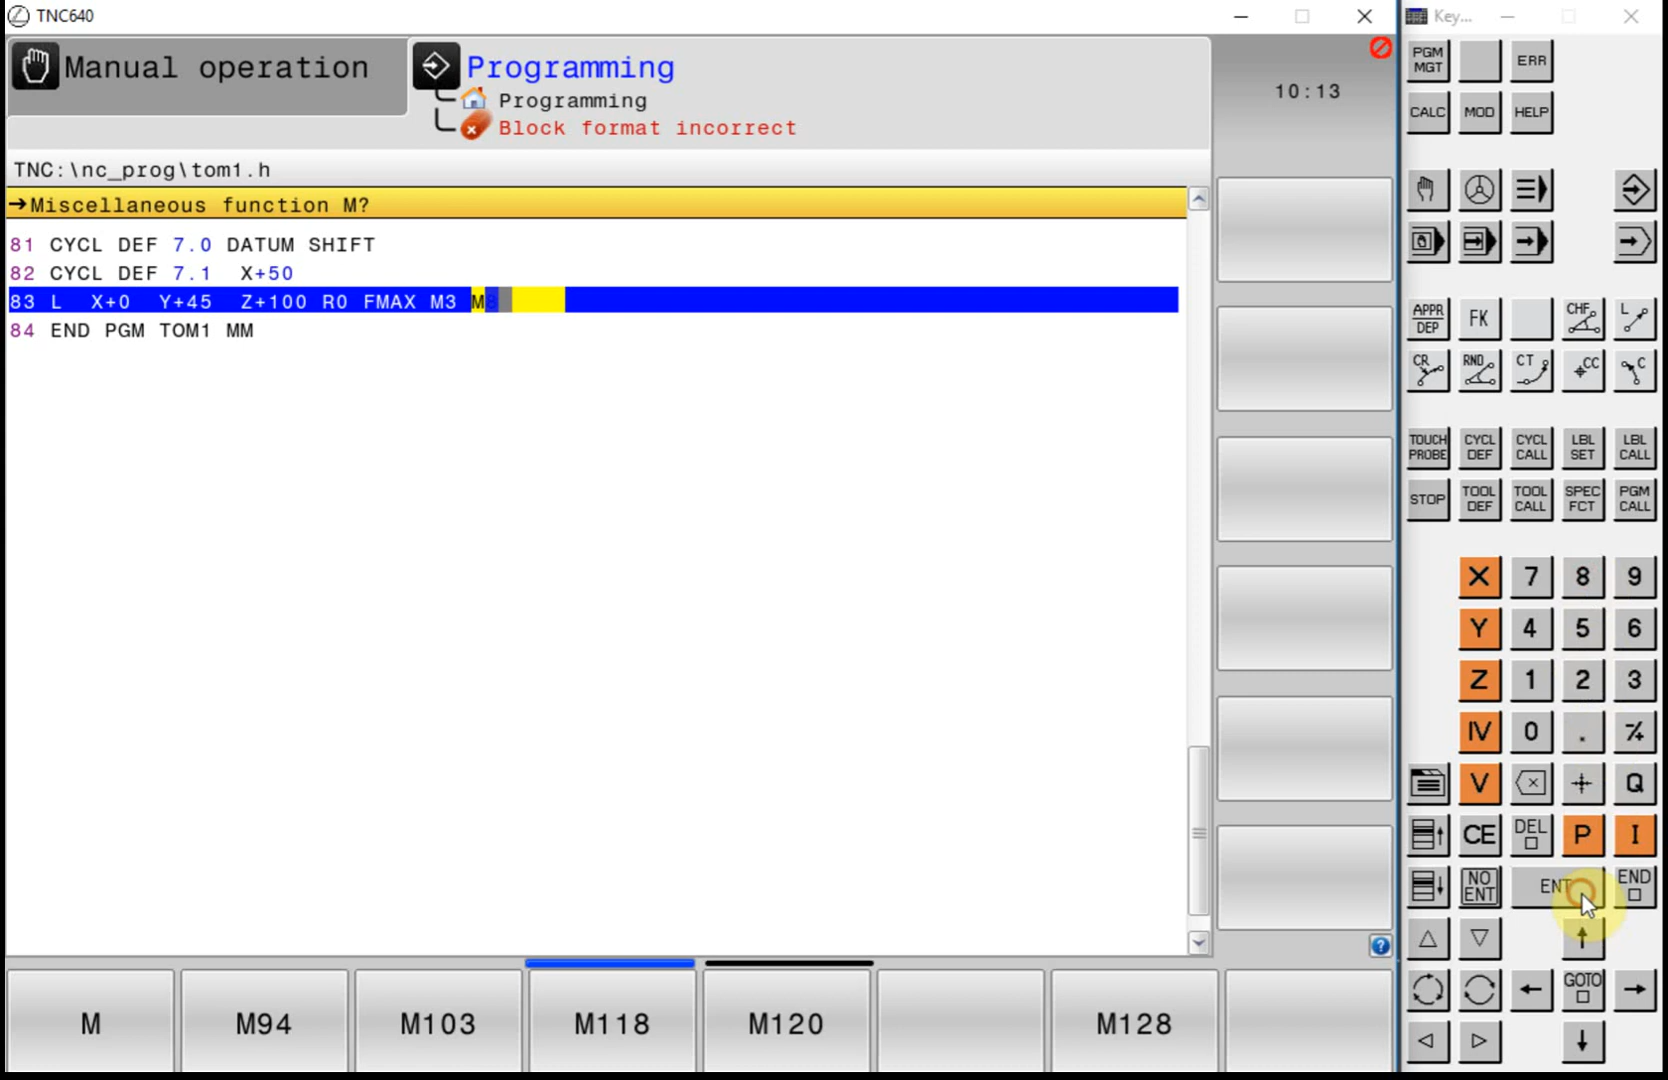 TNC640
Key...
Manual operation
Programming
Programming
Block format incorrect
10:13
TNC:\nc_prog\tom1.h
→Miscellaneous function M?
81 CYCL DEF 7.0 DATUM SHIFT
82 CYCL DEF 7.1 X+50
83 L X+0 Y+45 Z+100 R0 FMAX M3 M8
84 END PGM TOM1 MM
M M94 M103 M118 M120 M128
PGM MGT
ERR
CALC MOD HELP
APPR DEP
FK
CHF
L
CR
RND
CT
CC
C
TOUCH PROBE
CYCL DEF
CYCL CALL
LBL SET
LBL CALL
STOP
TOOL DEF
TOOL CALL
SPEC FCT
PGM CALL
X 7 8 9
Y 4 5 6
Z 1 2 3
IV 0 .
V
Q
CE
DEL
P I
NO ENT
ENT
END
GOTO
?